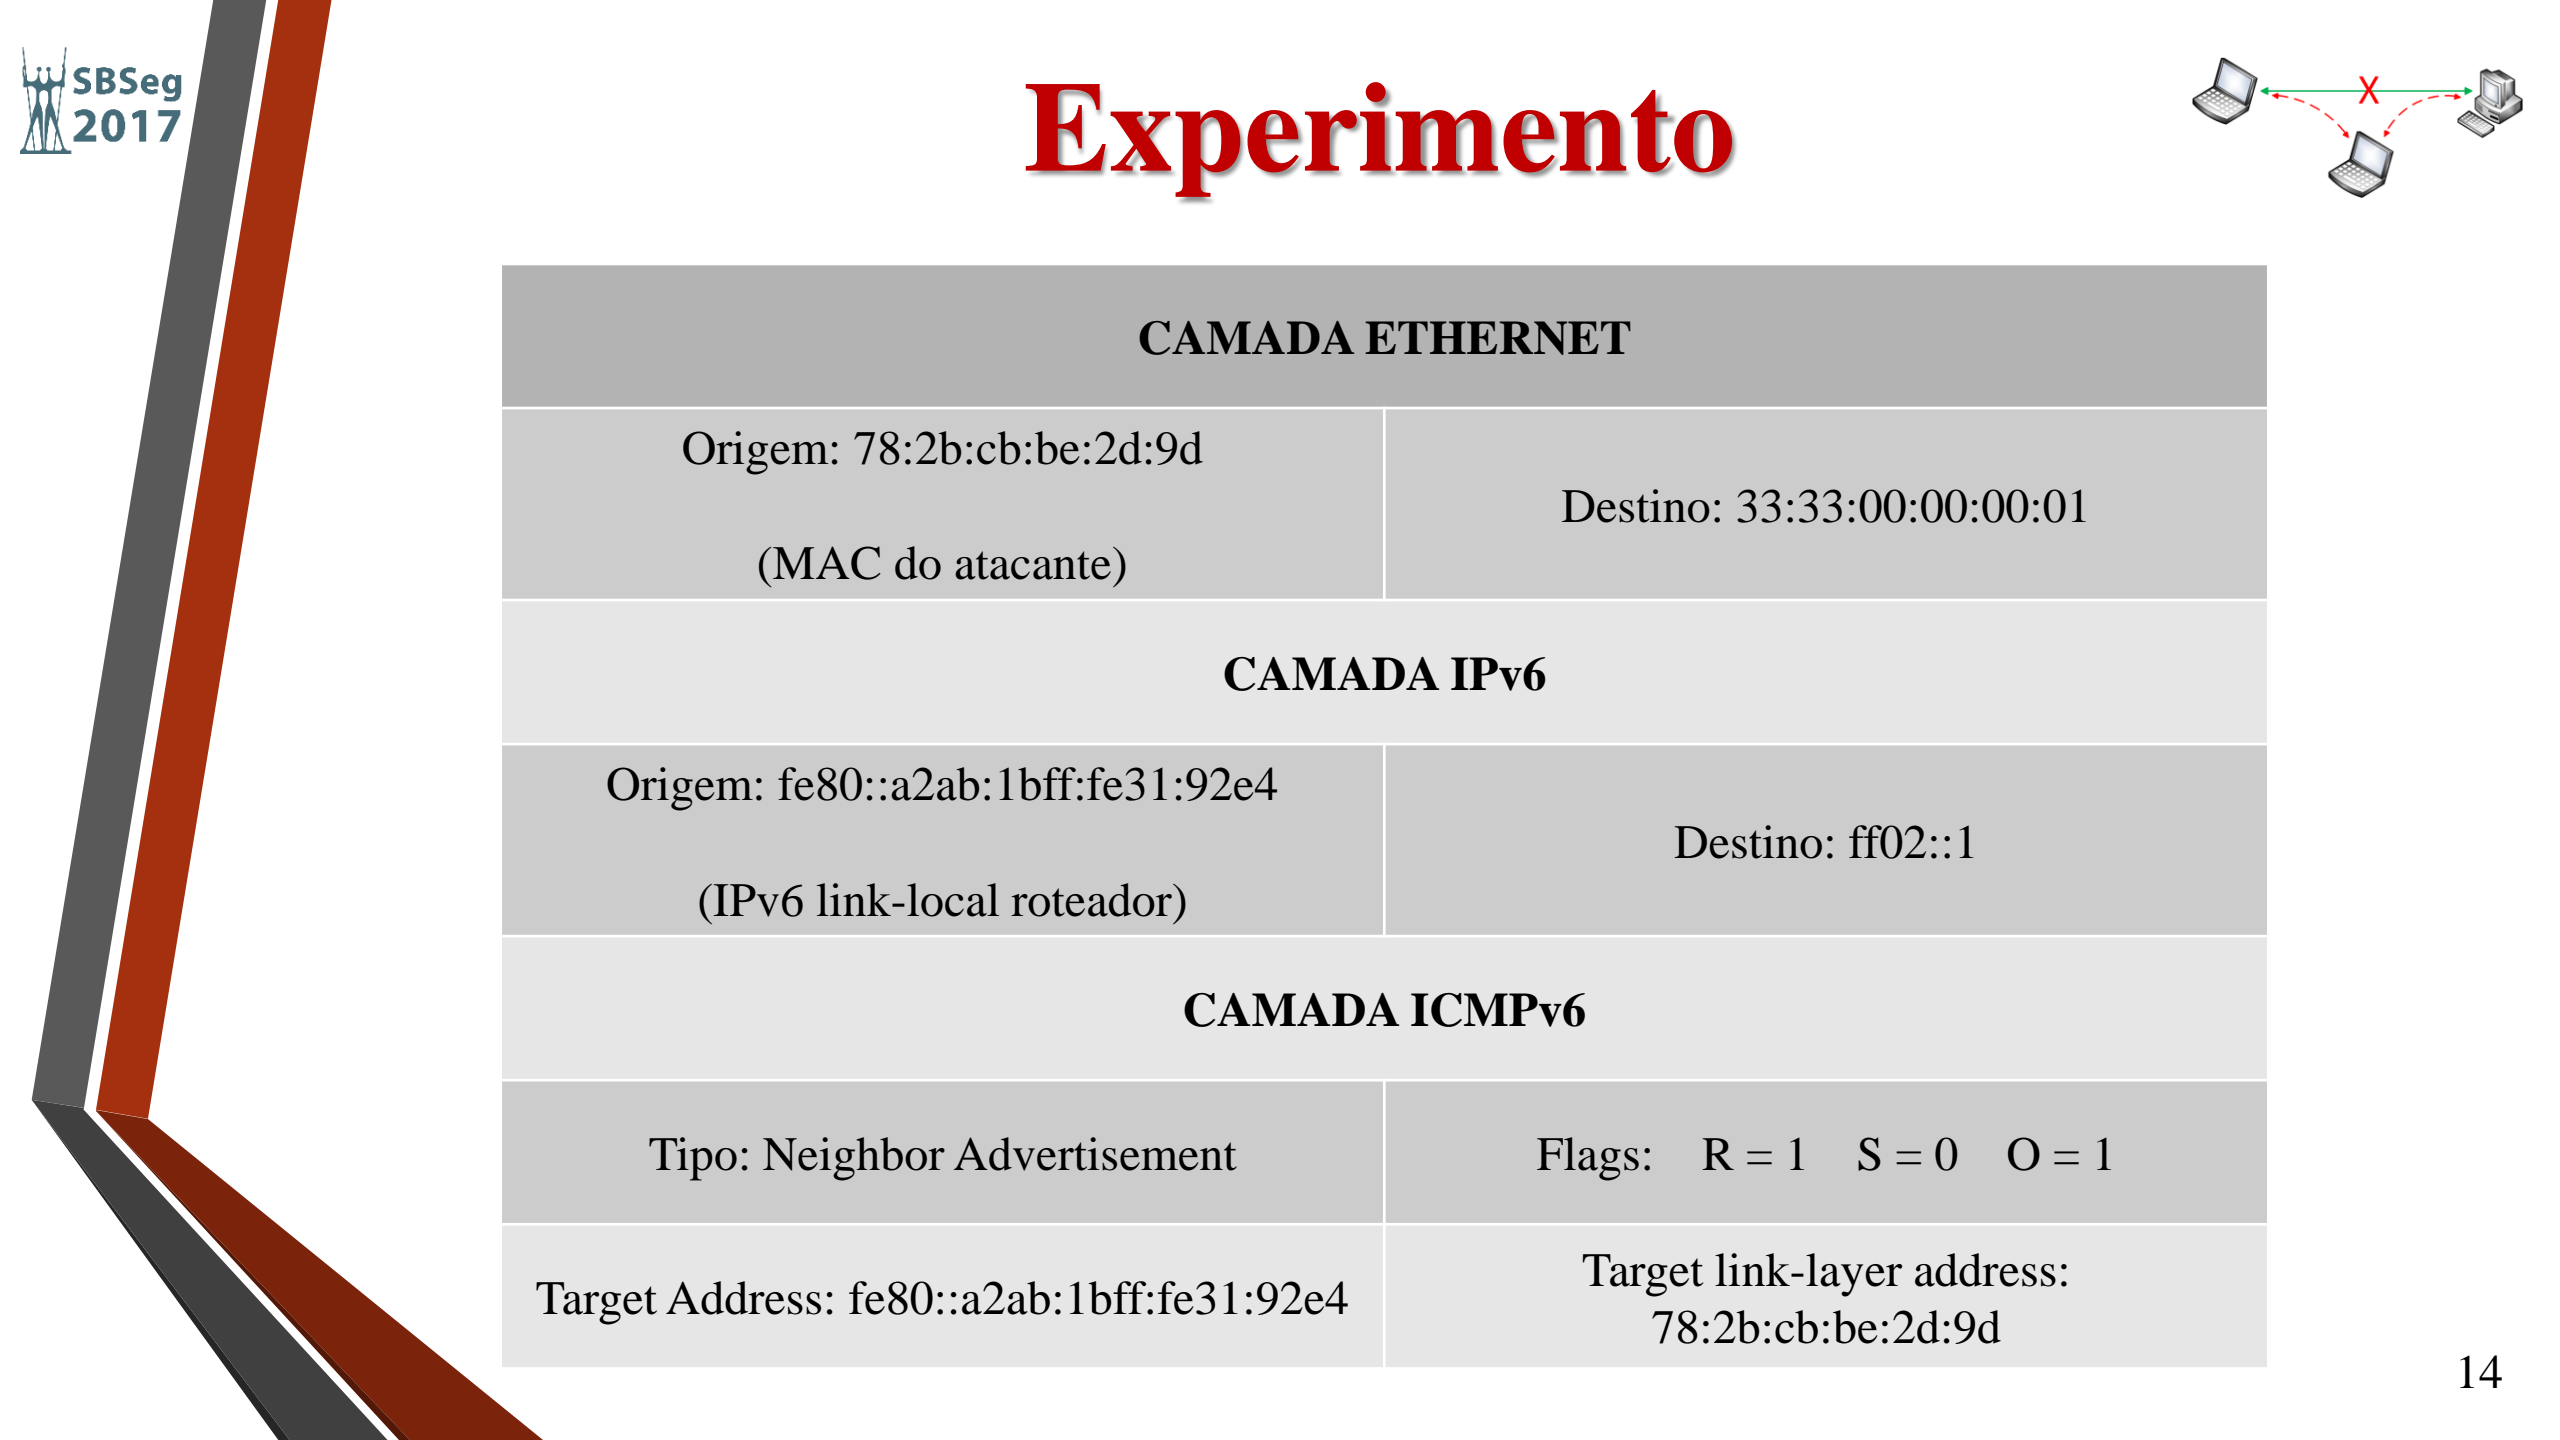 SBSeg
2017
Experimento
X
CAMADA ETHERNET
Origem: 78:2b:cb:be:2d:9d
(MAC do atacante)
Destino: 33:33:00:00:00:01
CAMADA IPv6
Origem: fe80::a2ab:1bff:fe31:92e4
(IPv6 link-local roteador)
Destino: ff02::1
CAMADA ICMPv6
Tipo: Neighbor Advertisement
Flags: R = 1 S = 0 O = 1
Target Address: fe80::a2ab:1bff:fe31:92e4
Target link-layer address:
78:2b:cb:be:2d:9d
14